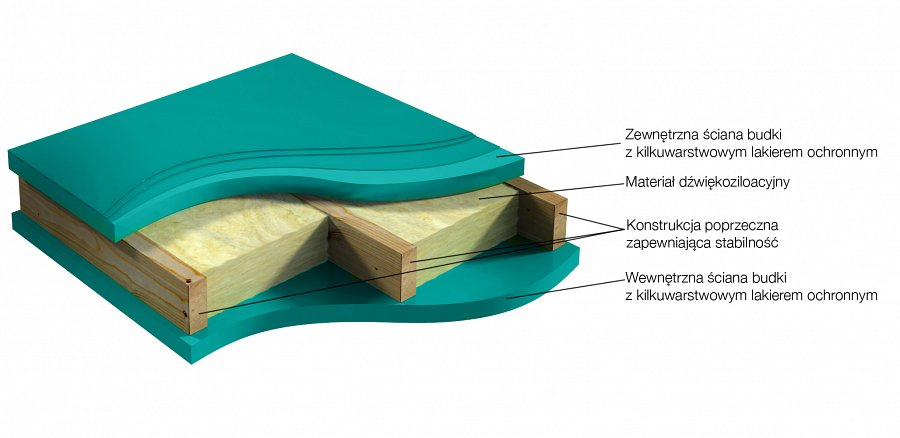 Zewnętrzna ściana budki
z kilkuwarstwowym lakierem ochronnym
Materiał dźwiękoziloacyjny
Konstrukcja poprzeczna
zapewniająca stabilność
Wewnętrzna ściana budki
z kilkuwarstwowym lakierem ochronnym